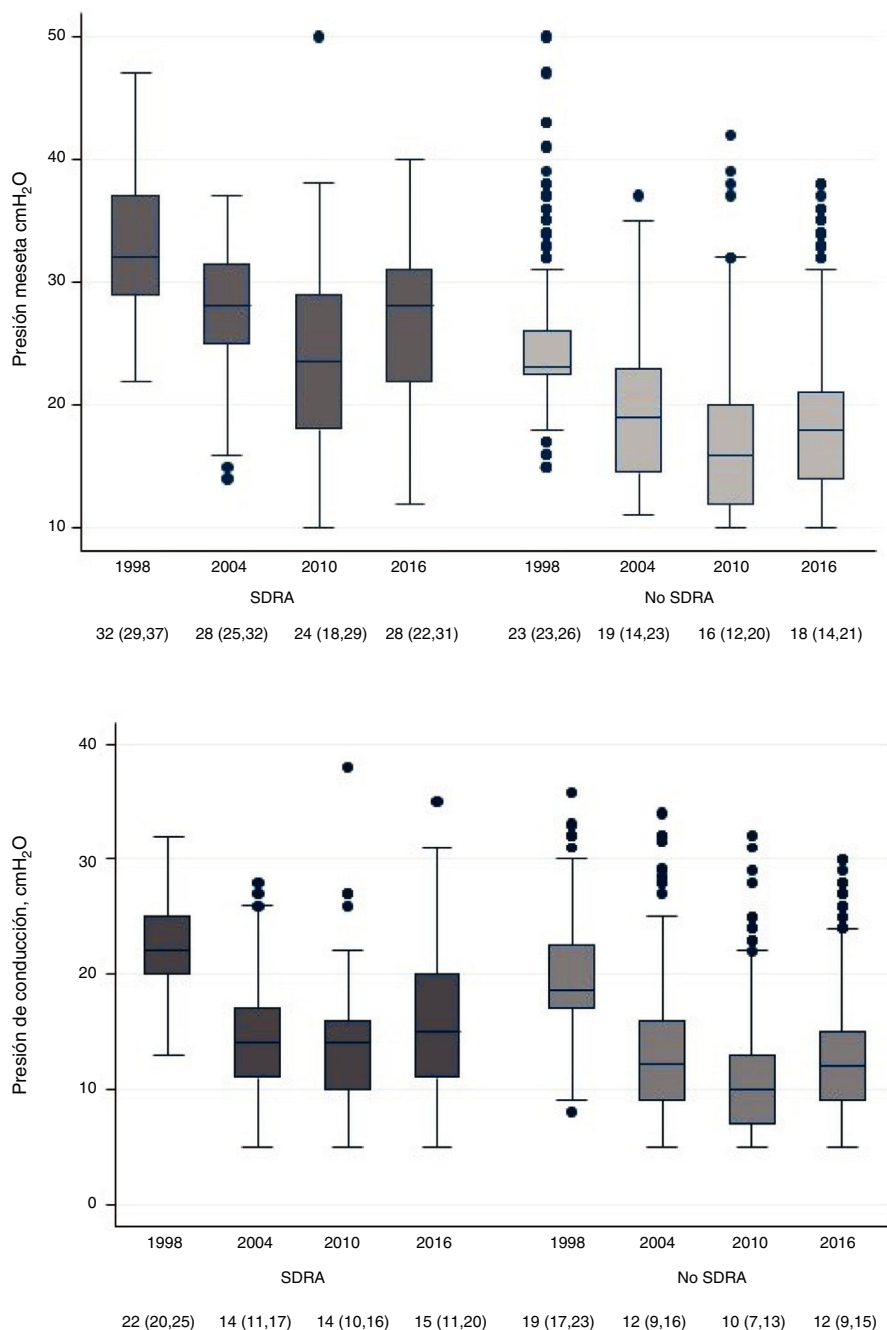 Presión meseta cmH₂O
50
40
30
20
10
1998 2004 2010 2016 1998 2004 2010 2016
SDRA No SDRA
32 (29,37) 28 (25,32) 24 (18,29) 28 (22,31) 23 (23,26) 19 (14,23) 16 (12,20) 18 (14,21)
Presión de conducción, cmH₂O
40
30
20
10
0
1998 2004 2010 2016 1998 2004 2010 2016
SDRA No SDRA
22 (20,25) 14 (11,17) 14 (10,16) 15 (11,20) 19 (17,23) 12 (9,16) 10 (7,13) 12 (9,15)